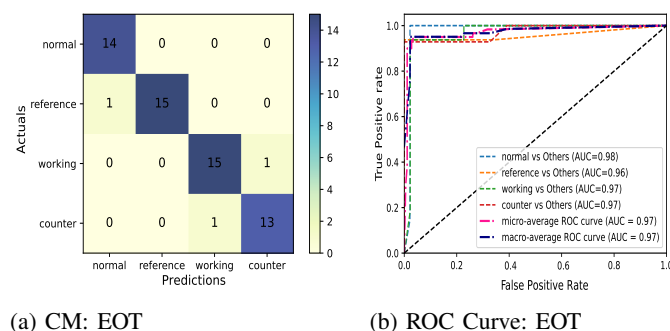 normal
reference
working
counter
Actuals
14 0 0 0
1 15 0 0
0 0 15 1
0 0 1 13
normal reference working counter
Predictions
14
12
10
8
6
4
2
0
True Positive rate
1.0
0.8
0.6
0.4
0.2
0.0
normal vs Others (AUC=0.98)
reference vs Others (AUC=0.96)
working vs Others (AUC=0.97)
counter vs Others (AUC=0.97)
micro-average ROC curve (AUC = 0.97)
macro-average ROC curve (AUC = 0.97)
0.0 0.2 0.4 0.6 0.8 1.0
False Positive Rate
(a) CM: EOT
(b) ROC Curve: EOT